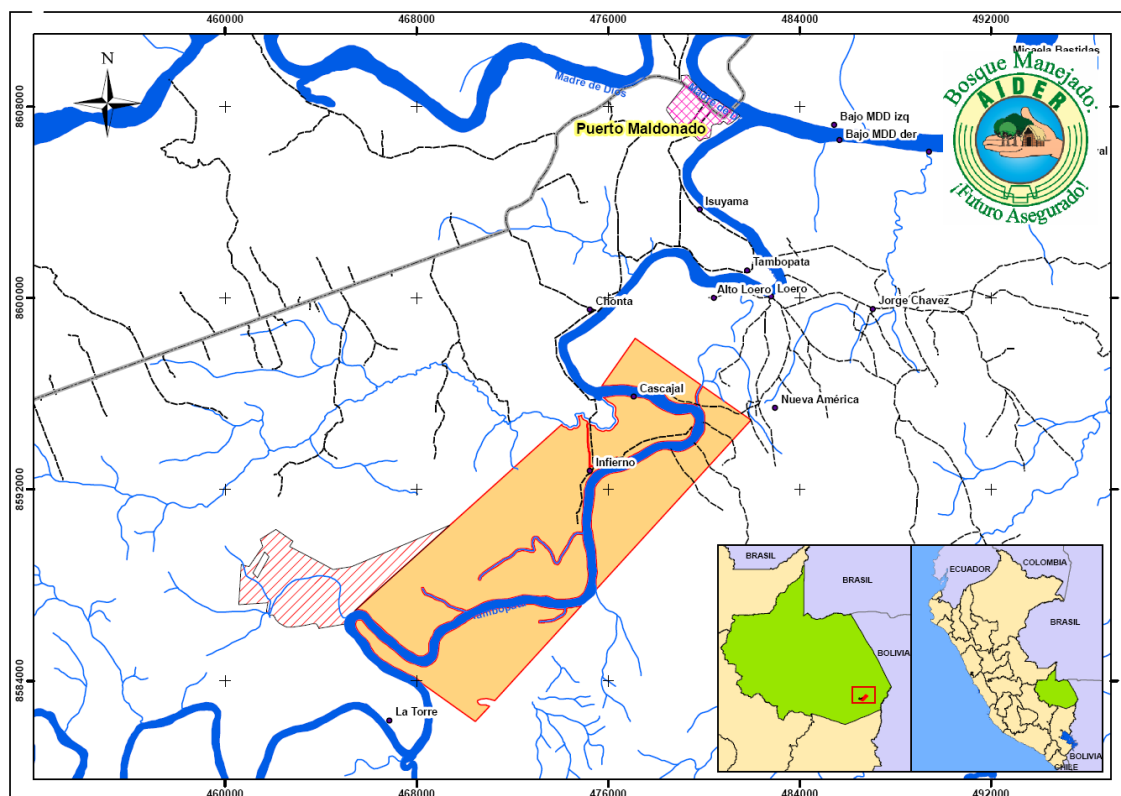 460000
468000
476000
484000
492000
N
8608000
8600000
8592000
8584000
Madre de Dios
Puerto Maldonado
Bajo MDD izq
Bajo MDD der
Isuyama
Tambopata
Alto Loero
Loero
Jorge Chavez
Chonta
Cascajal
Nueva América
Infierno
Tambopata
La Torre
Micaela Bastidas
Bosque Manejado:
AIDER
¡Futuro Asegurado!
BRASIL
BRASIL
BOLIVIA
ECUADOR
COLOMBIA
BRASIL
BOLIVIA
CHILE
460000
468000
476000
484000
492000